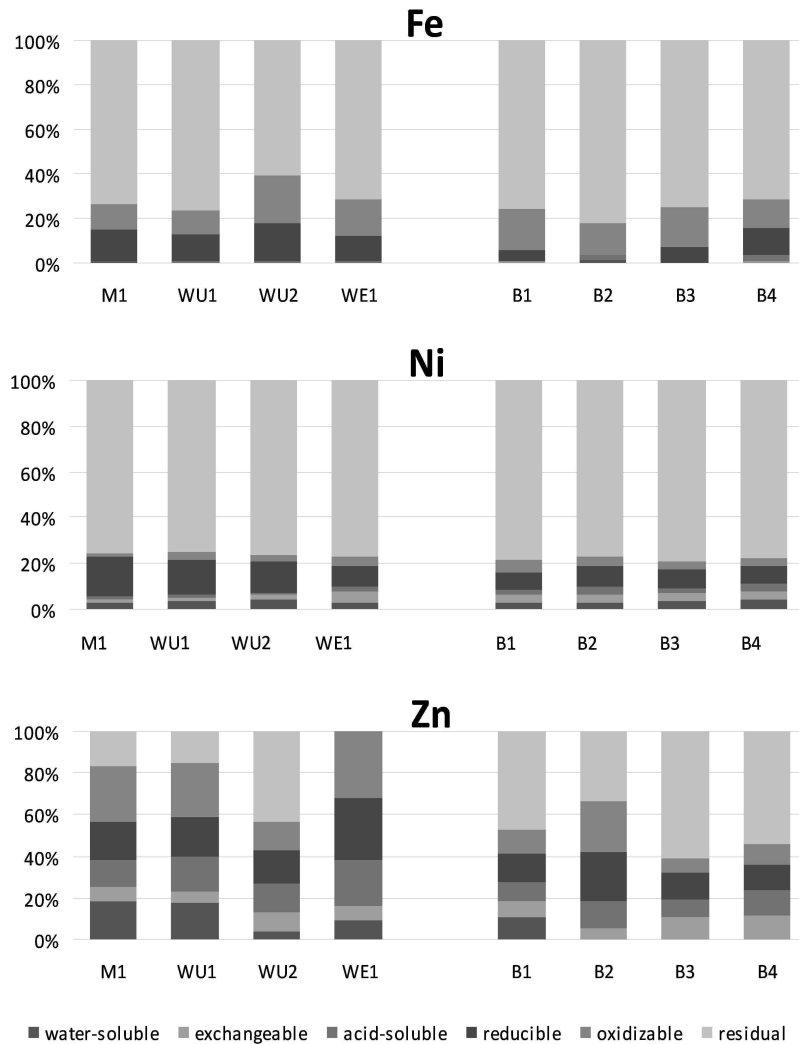 Fe
100%
80%
60%
40%
20%
0%
M1 WU1 WU2 WE1 B1 B2 B3 B4
Ni
100%
80%
60%
40%
20%
0%
M1 WU1 WU2 WE1 B1 B2 B3 B4
Zn
100%
80%
60%
40%
20%
0%
M1 WU1 WU2 WE1 B1 B2 B3 B4
water-soluble exchangeable acid-soluble reducible oxidizable residual